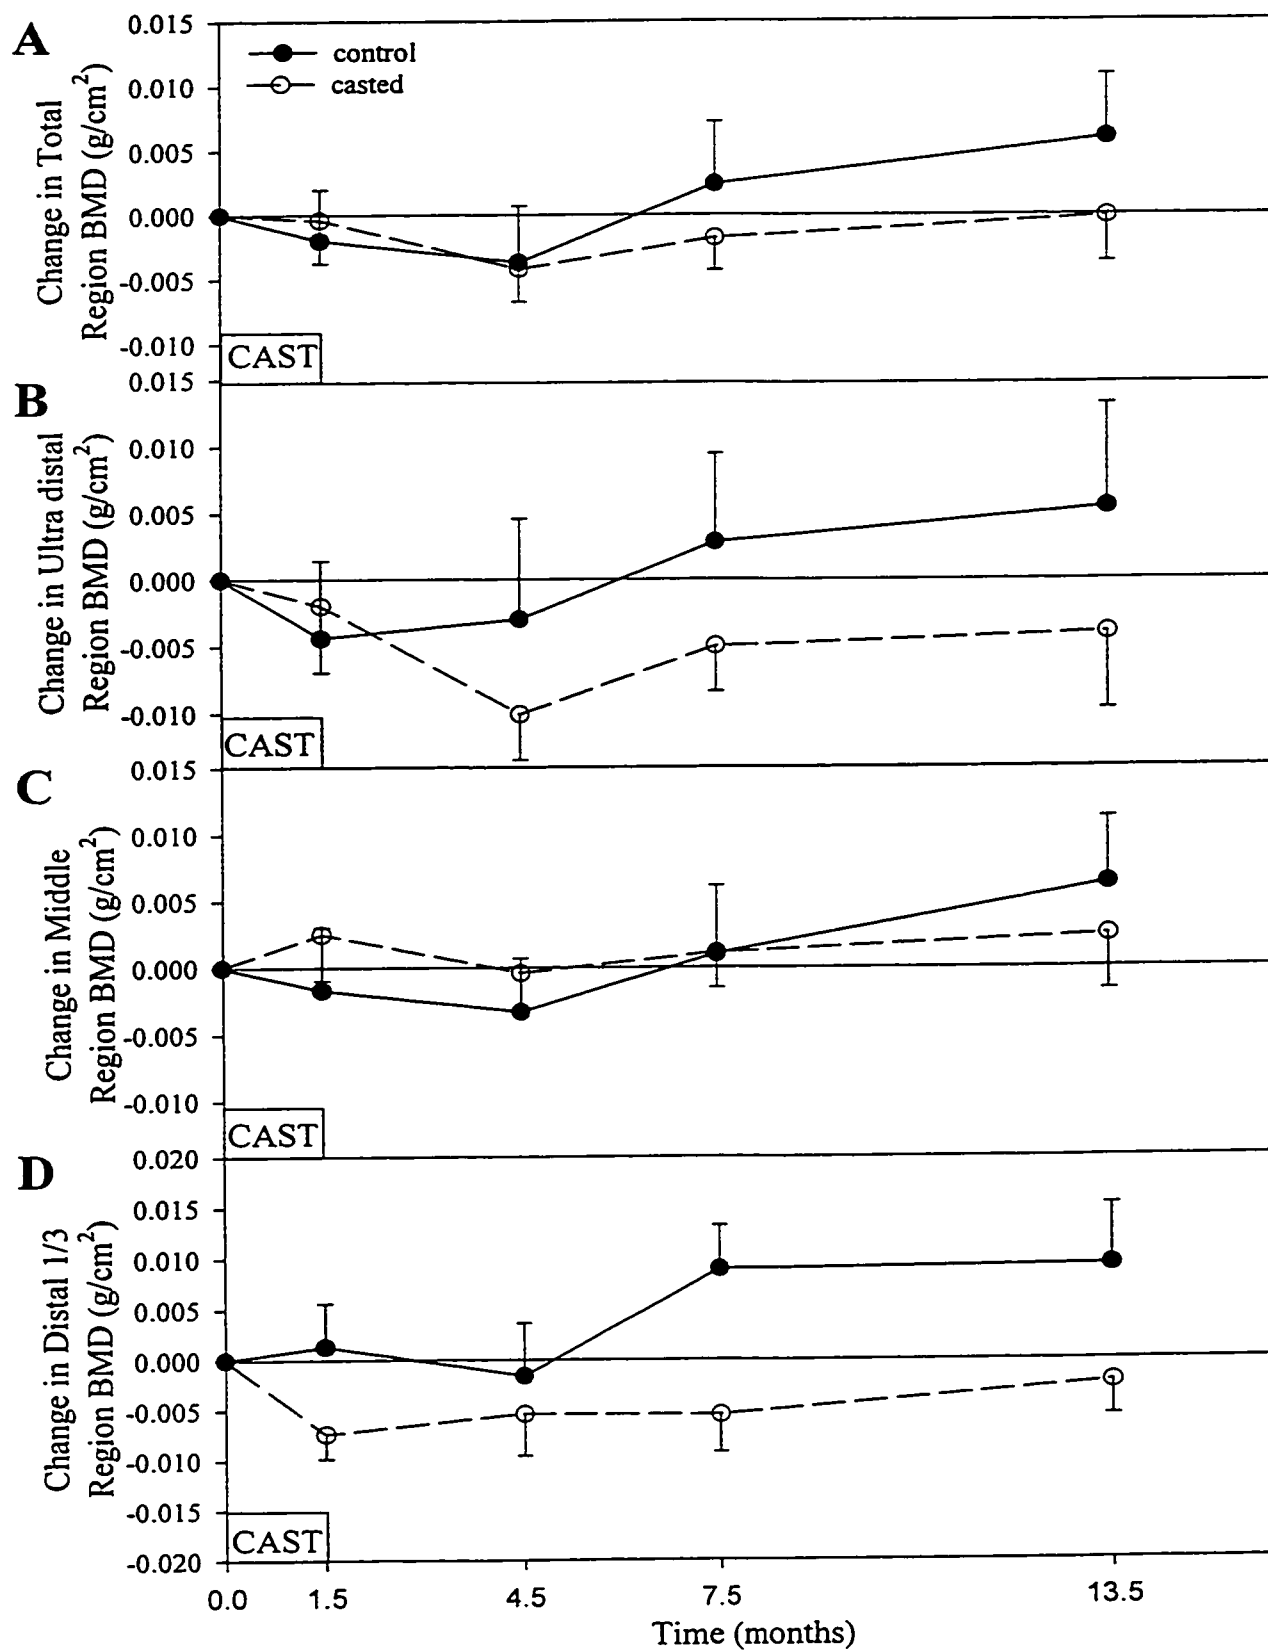 A
Change in Total
Region BMD (g/cm²)
0.015
0.010
0.005
0.000
-0.005
-0.010
control
casted
CAST
B
Change in Ultra distal
Region BMD (g/cm²)
0.015
0.010
0.005
0.000
-0.005
-0.010
CAST
C
Change in Middle
Region BMD (g/cm²)
0.015
0.010
0.005
0.000
-0.005
-0.010
CAST
D
Change in Distal 1/3
Region BMD (g/cm²)
0.020
0.015
0.010
0.005
0.000
-0.005
-0.010
-0.015
-0.020
CAST
0.0 1.5 4.5 7.5 13.5
Time (months)